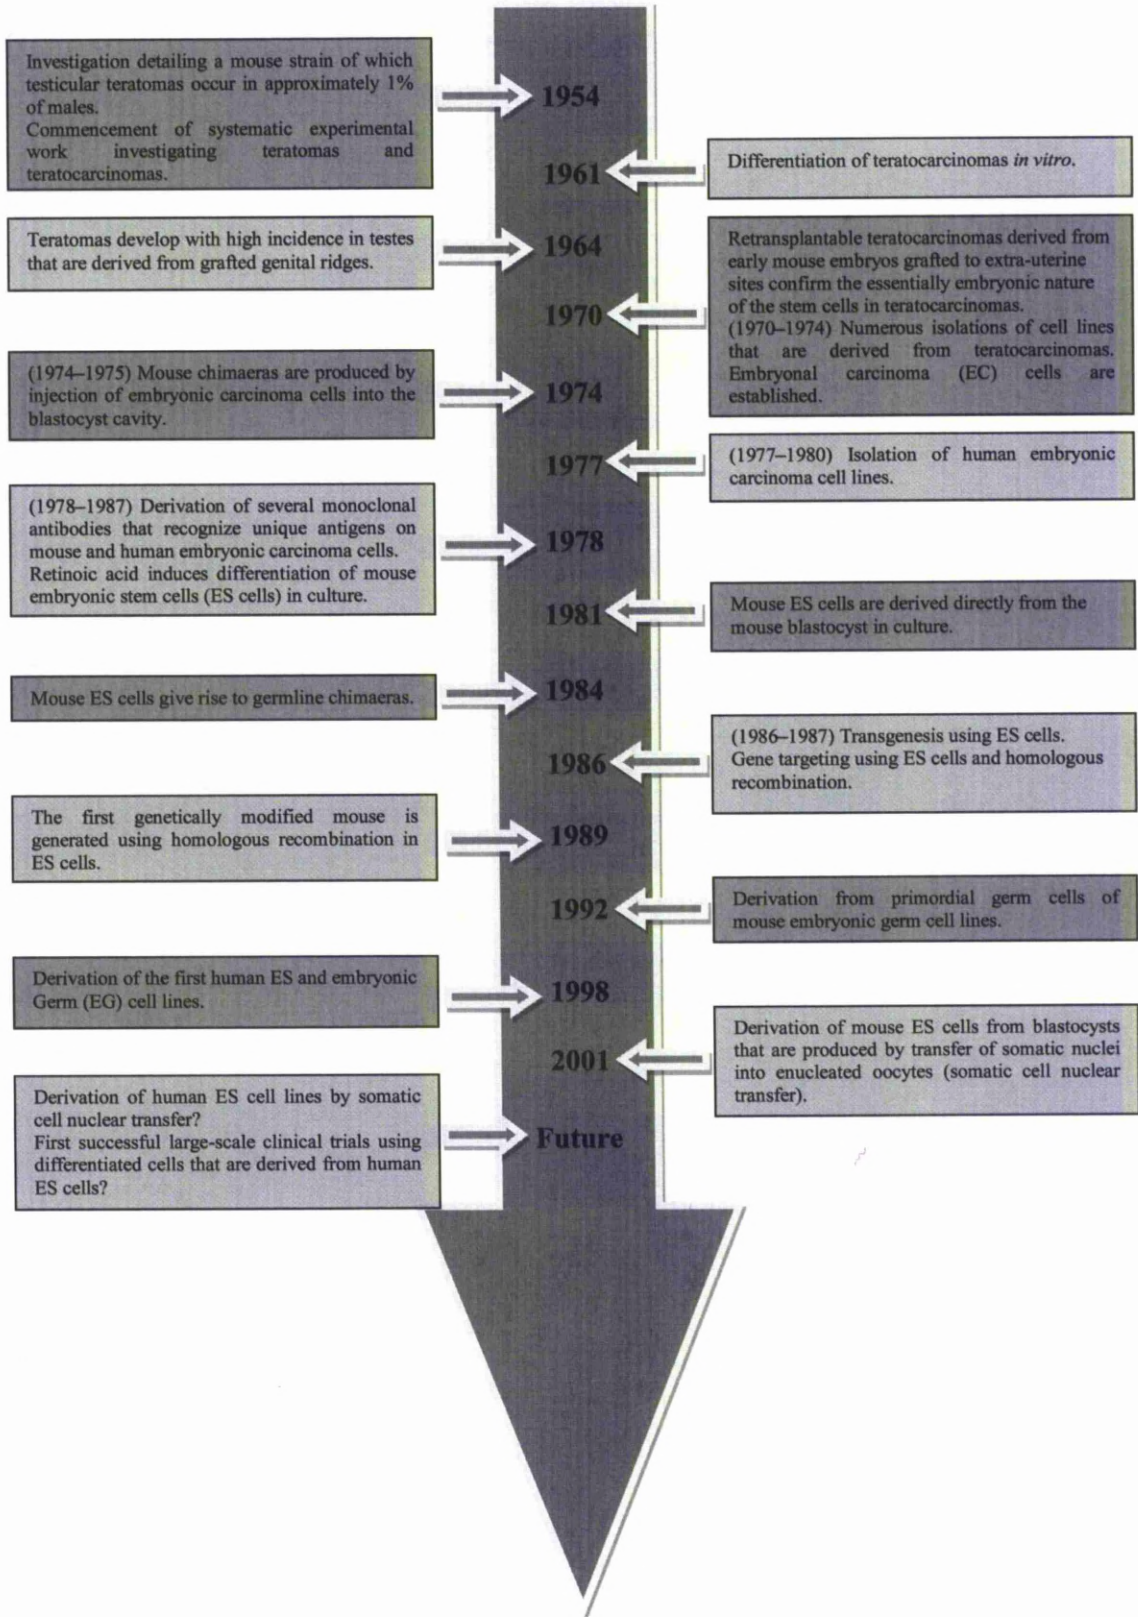 Investigation detailing a mouse strain of which
testicular teratomas occur in approximately 1%
of males.
Commencement of systematic experimental
work investigating teratomas and
teratocarcinomas.
1954
1961
Differentiation of teratocarcinomas in vitro.
Teratomas develop with high incidence in testes
that are derived from grafted genital ridges.
1964
1970
Retransplantable teratocarcinomas derived from
early mouse embryos grafted to extra-uterine
sites confirm the essentially embryonic nature
of the stem cells in teratocarcinomas.
(1970–1974) Numerous isolations of cell lines
that are derived from teratocarcinomas.
Embryonal carcinoma (EC) cells are
established.
(1974–1975) Mouse chimaeras are produced by
injection of embryonic carcinoma cells into the
blastocyst cavity.
1974
1977
(1977–1980) Isolation of human embryonic
carcinoma cell lines.
(1978–1987) Derivation of several monoclonal
antibodies that recognize unique antigens on
mouse and human embryonic carcinoma cells.
Retinoic acid induces differentiation of mouse
embryonic stem cells (ES cells) in culture.
1978
1981
Mouse ES cells are derived directly from the
mouse blastocyst in culture.
Mouse ES cells give rise to germline chimaeras.
1984
1986
(1986–1987) Transgenesis using ES cells.
Gene targeting using ES cells and homologous
recombination.
The first genetically modified mouse is
generated using homologous recombination in
ES cells.
1989
1992
Derivation from primordial germ cells of
mouse embryonic germ cell lines.
Derivation of the first human ES and embryonic
Germ (EG) cell lines.
1998
2001
Derivation of mouse ES cells from blastocysts
that are produced by transfer of somatic nuclei
into enucleated oocytes (somatic cell nuclear
transfer).
Derivation of human ES cell lines by somatic
cell nuclear transfer?
First successful large-scale clinical trials using
differentiated cells that are derived from human
ES cells?
Future